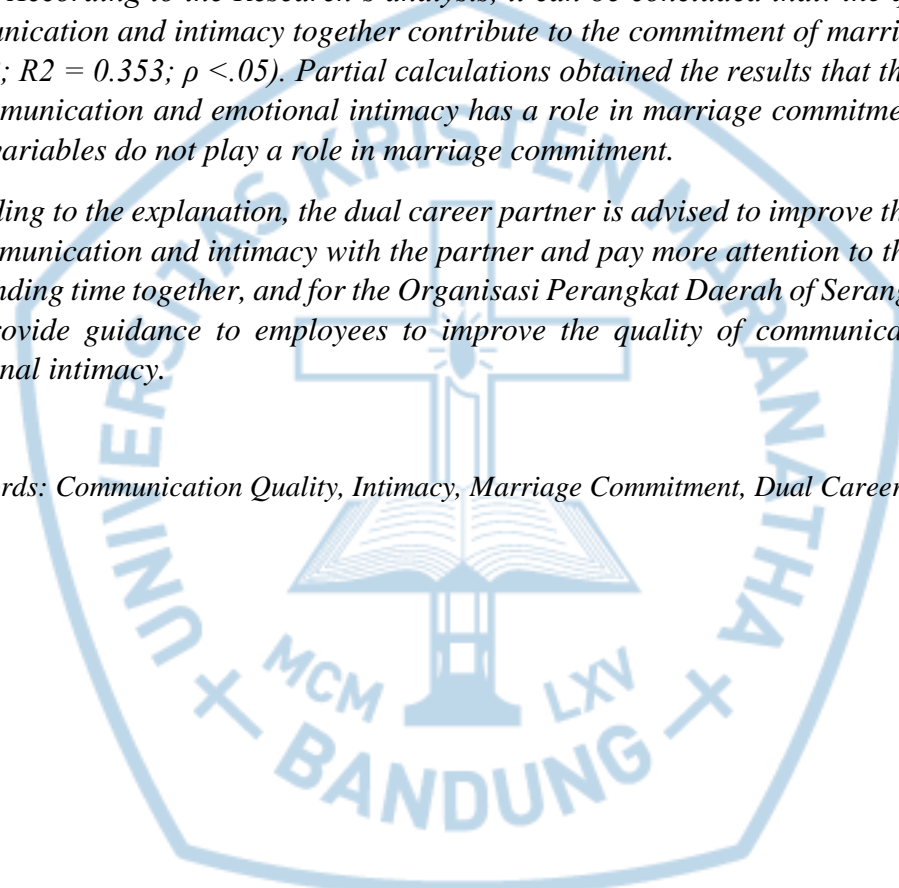 According to the Research's analysis, it can be concluded that: the
unication and intimacy together contribute to the commitment of marri
; R2 = 0.353; ρ <.05). Partial calculations obtained the results that th
mmunication and emotional intimacy has a role in marriage commitme
variables do not play a role in marriage commitment.
ding to the explanation, the dual career partner is advised to improve th
mmunication and intimacy with the partner and pay more attention to th
nding time together, and for the Organisasi Perangkat Daerah of Serang
rovide guidance to employees to improve the quality of communica
nal intimacy.
rds: Communication Quality, Intimacy, Marriage Commitment, Dual Career
UNIVERSITAS KRISTEN MARANATHA
MCM LXV
BANDUNG